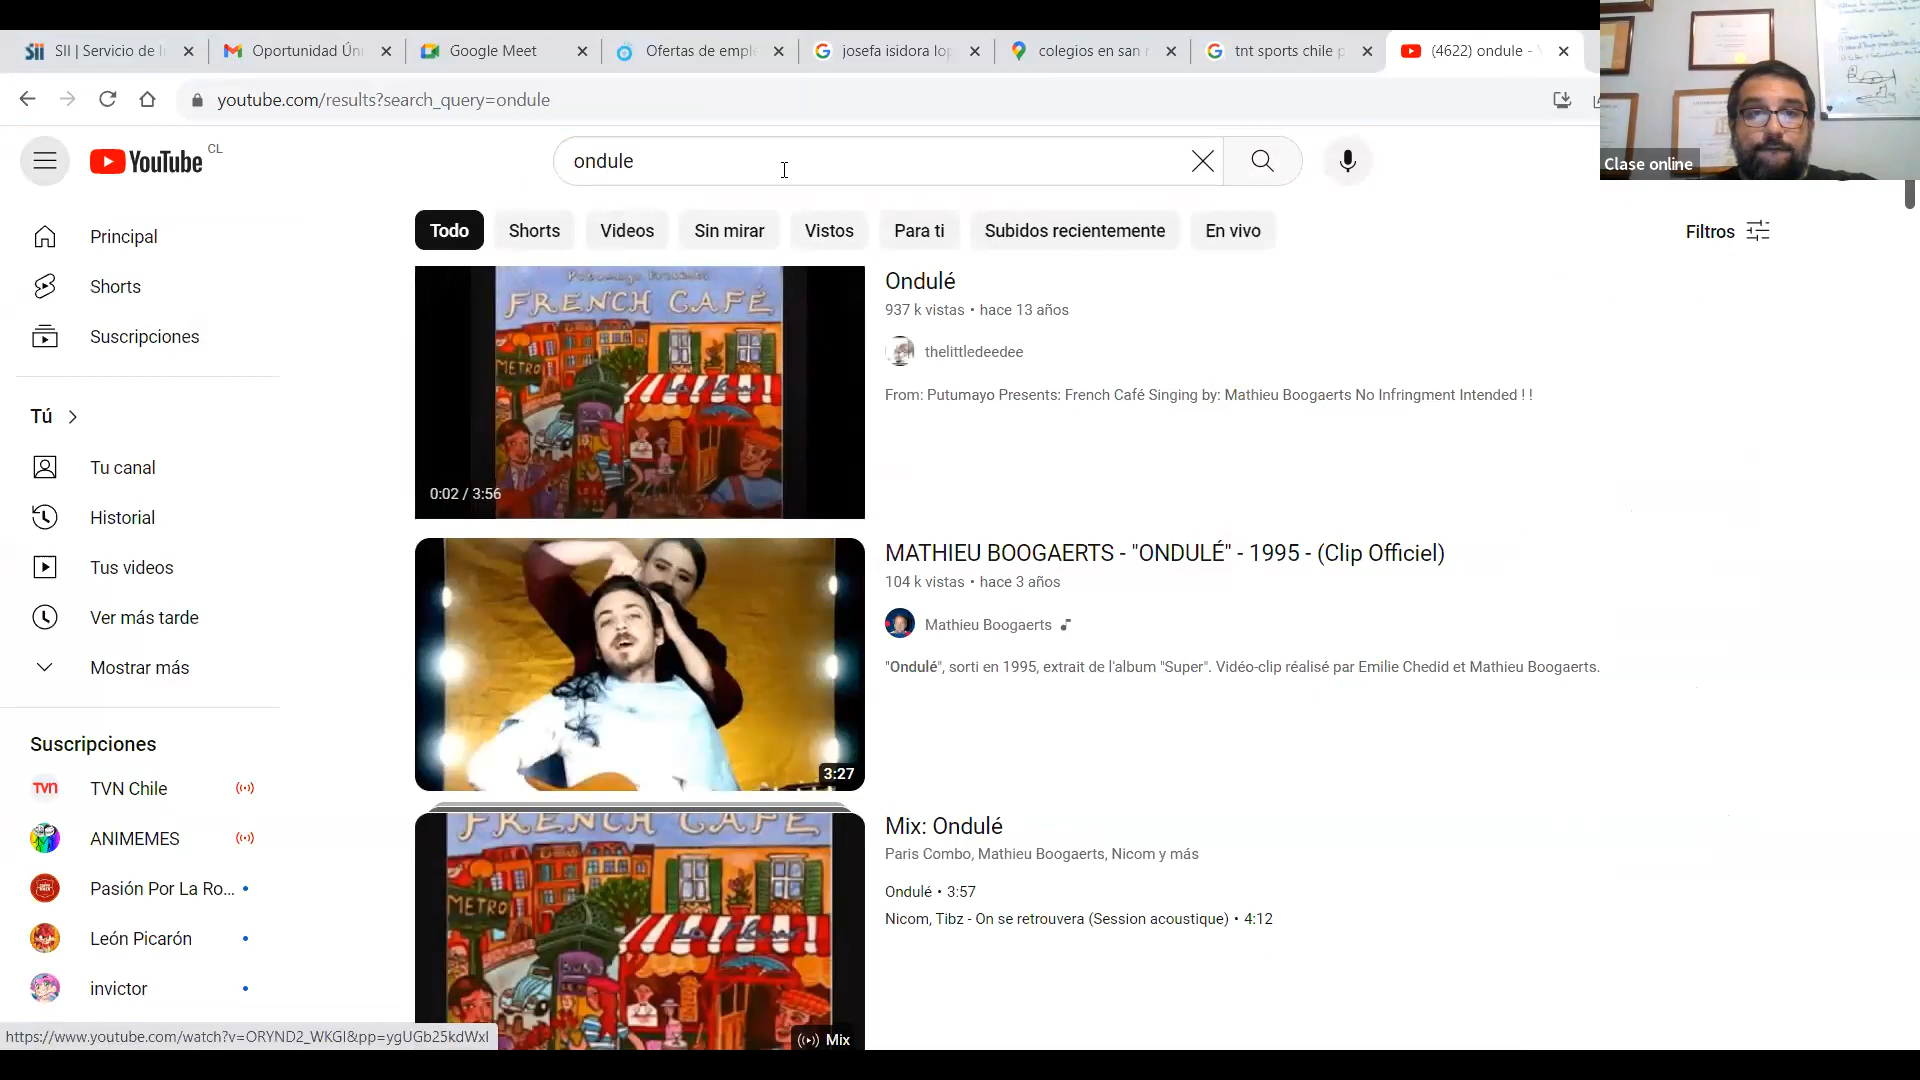 SII | Servicio de I
Oportunidad Úni
Google Meet
Ofertas de emple
josefa isidora lop
colegios en san r
tnt sports chile p
(4622) ondule -
youtube.com/results?search_query=ondule
YouTube CL
ondule
Clase online
Todo
Shorts
Videos
Sin mirar
Vistos
Para ti
Subidos recientemente
En vivo
Filtros
Principal
Shorts
Suscripciones
Tú
Tu canal
Historial
Tus videos
Ver más tarde
Mostrar más
Suscripciones
TVN Chile
ANIMEMES
Pasión Por La Ro...
León Picarón
invictor
Putumayo Presents
FRENCH CAFÉ
METRO
0:02 / 3:56
Ondulé
937 k vistas • hace 13 años
thelittledeedee
From: Putumayo Presents: French Café Singing by: Mathieu Boogaerts No Infringment Intended ! !
3:27
MATHIEU BOOGAERTS - "ONDULÉ" - 1995 - (Clip Officiel)
104 k vistas • hace 3 años
Mathieu Boogaerts
"Ondulé", sorti en 1995, extrait de l'album "Super". Vidéo-clip réalisé par Emilie Chedid et Mathieu Boogaerts.
FRENCH CAFÉ
METRO
Mix
Mix: Ondulé
Paris Combo, Mathieu Boogaerts, Nicom y más
Ondulé • 3:57
Nicom, Tibz - On se retrouvera (Session acoustique) • 4:12
https://www.youtube.com/watch?v=ORYND2_WKGI&pp=ygUGb25kdWxl